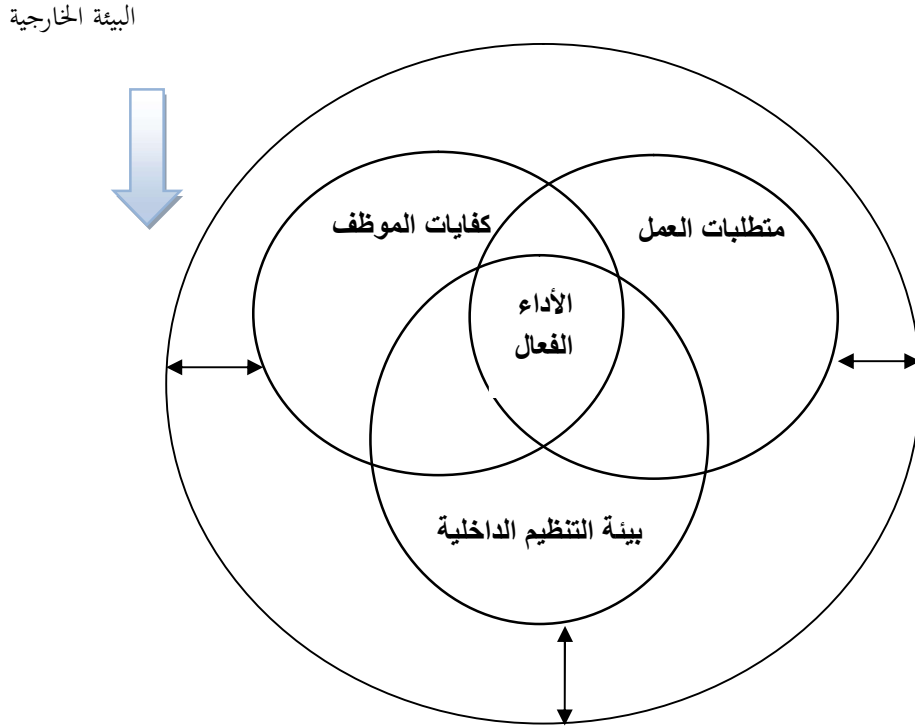 البيئة الخارجية
متطلبات العمل
كفايات الموظف
الأداء
الفعال
بيئة التنظيم الداخلية